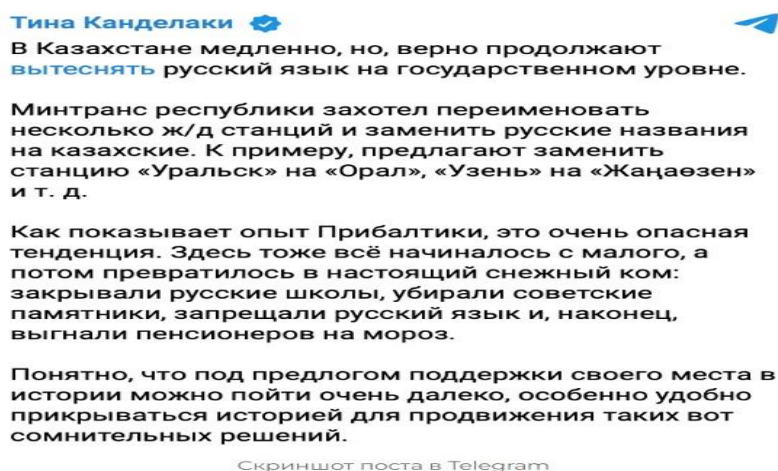 Тина Канделаки
В Казахстане медленно, но, верно продолжают
вытеснять русский язык на государственном уровне.
Минтранс республики захотел переименовать
несколько ж/д станций и заменить русские названия
на казахские. К примеру, предлагают заменить
станцию «Уральск» на «Орал», «Узень» на «Жаңаөзен»
и т. д.
Как показывает опыт Прибалтики, это очень опасная
тенденция. Здесь тоже всё начиналось с малого, а
потом превратилось в настоящий снежный ком:
закрывали русские школы, убирали советские
памятники, запрещали русский язык и, наконец,
выгнали пенсионеров на мороз.
Понятно, что под предлогом поддержки своего места в
истории можно пойти очень далеко, особенно удобно
прикрываться историей для продвижения таких вот
сомнительных решений.
Скриншот поста в Telegram